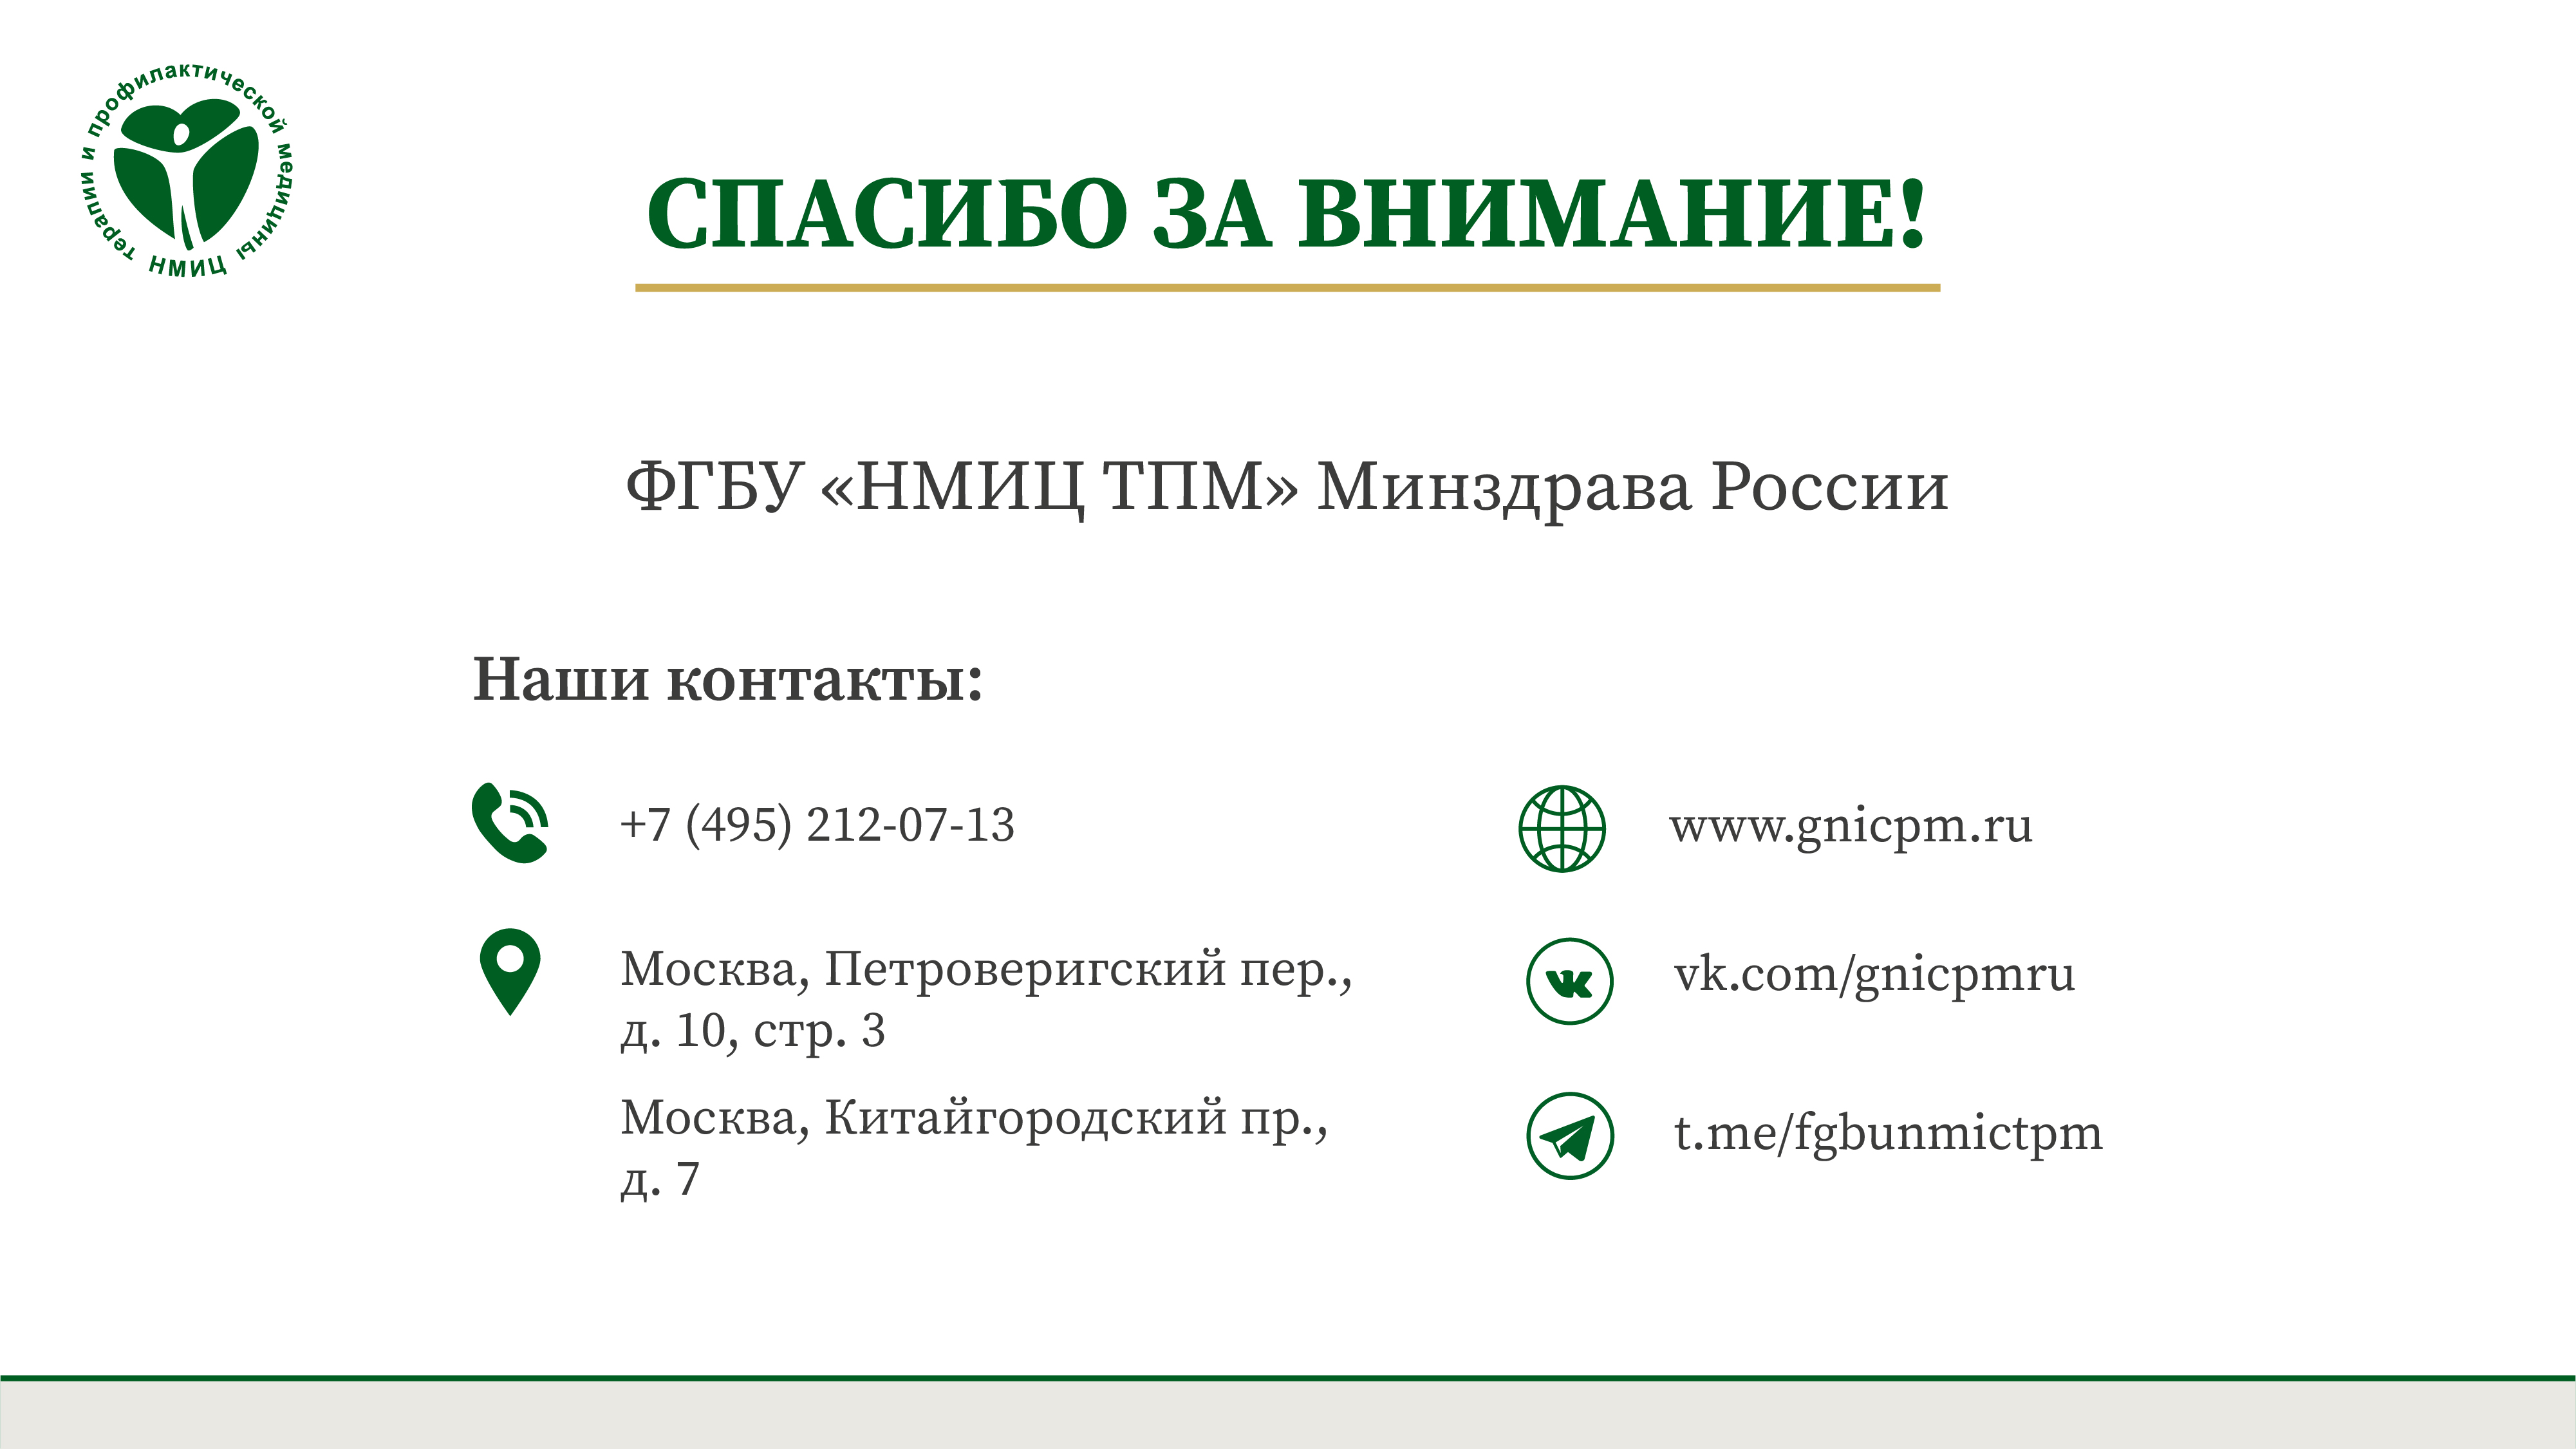 НМИЦ терапии и профилактической медицины
СПАСИБО ЗА ВНИМАНИЕ!
ФГБУ «НМИЦ ТПМ» Минздрава России
Наши контакты:
+7 (495) 212-07-13
Москва, Петроверигский пер.,
д. 10, стр. 3
Москва, Китайгородский пр.,
д. 7
www.gnicpm.ru
vk.com/gnicpmru
t.me/fgbunmictpm